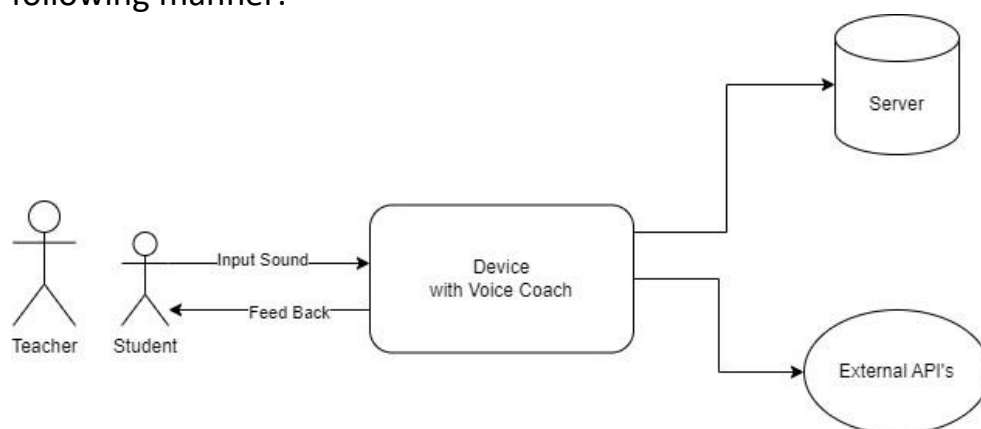 following manner:
Server
Input Sound
Device
with Voice Coach
Feed Back
Teacher
Student
External API's